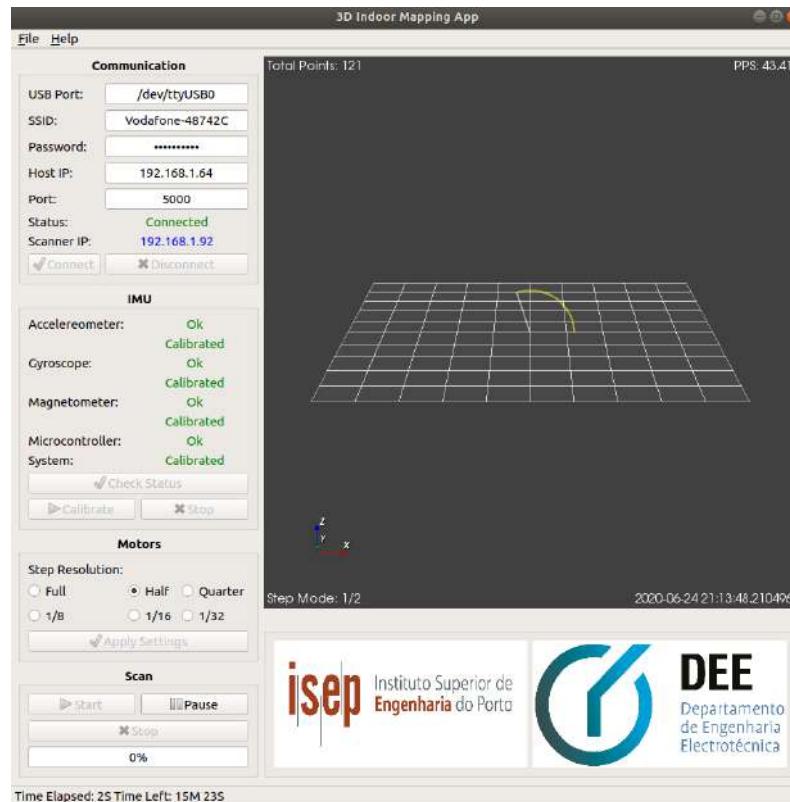 3D Indoor Mapping App
File Help
Communication
USB Port: /dev/ttyUSB0
SSID: Vodafone-48742C
Password: ••••••••••
Host IP: 192.168.1.64
Port: 5000
Status: Connected
Scanner IP: 192.168.1.92
Connect Disconnect
IMU
Accelereometer: Ok
Calibrated
Gyroscope: Ok
Calibrated
Magnetometer: Ok
Calibrated
Microcontroller: Ok
System: Calibrated
Check Status
Calibrate Stop
Motors
Step Resolution:
Full Half Quarter
1/8 1/16 1/32
Apply Settings
Scan
Start Pause
Stop
0%
Time Elapsed: 2S Time Left: 15M 23S
Total Points: 121 PPS: 43.41
Z
Y X
Step Mode: 1/2 2020-06-24 21:13:48.210496
isep Instituto Superior de
Engenharia do Porto
DEE
Departamento
de Engenharia
Electrotécnica